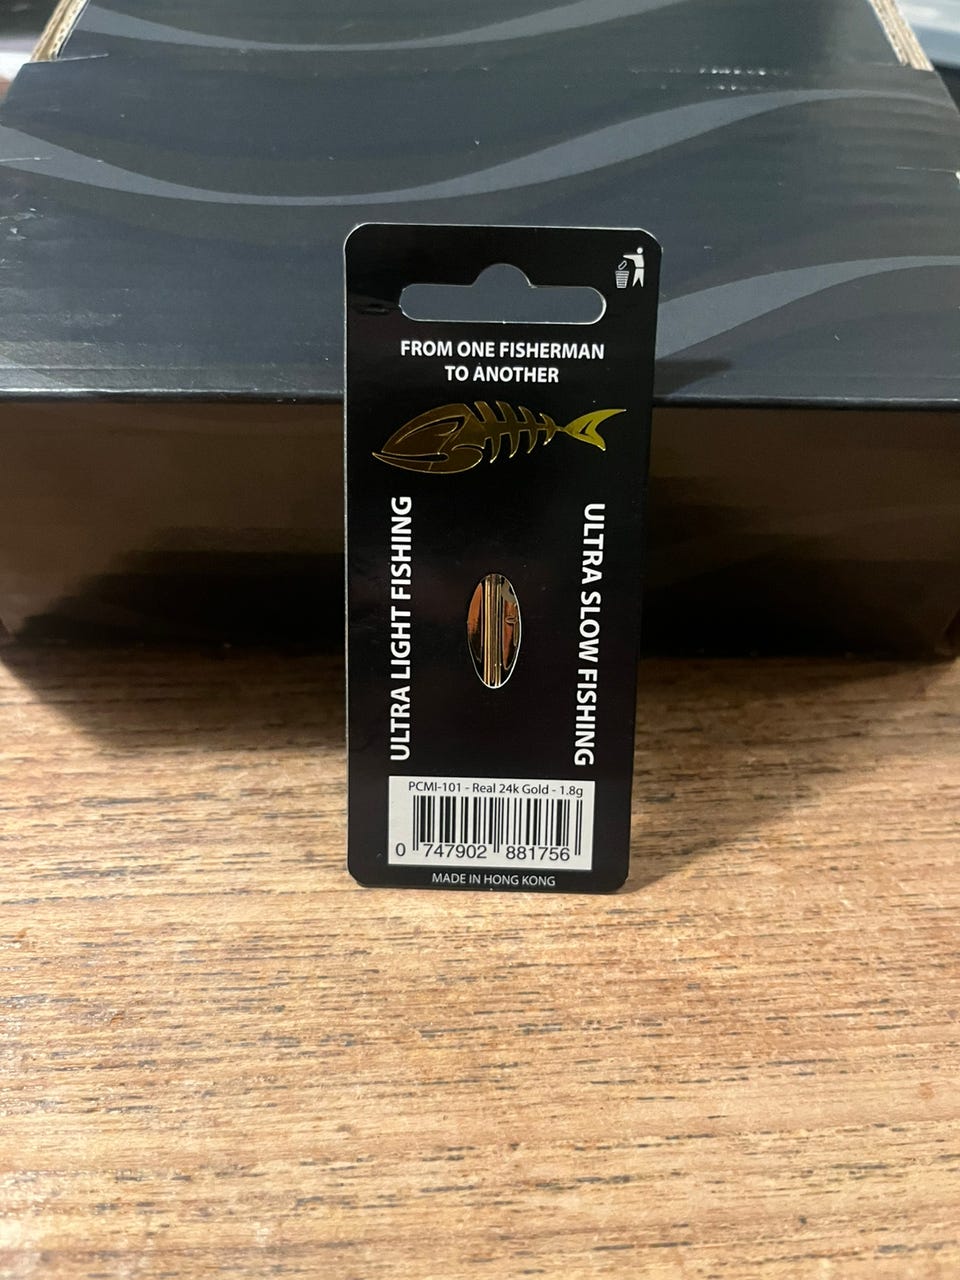 FROM ONE FISHERMAN
TO ANOTHER
ULTRA LIGHT FISHING
ULTRA SLOW FISHING
PCMI-101 - Real 24k Gold - 1.8g
0 747902 881756
MADE IN HONG KONG